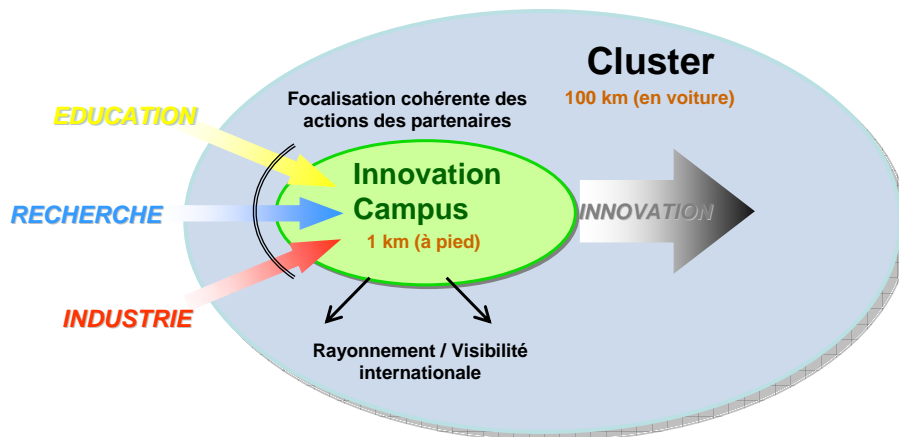 Cluster
100 km (en voiture)
Focalisation cohérente des
actions des partenaires
EDUCATION
RECHERCHE
INDUSTRIE
Innovation
Campus
1 km (à pied)
INNOVATION
Rayonnement / Visibilité
internationale